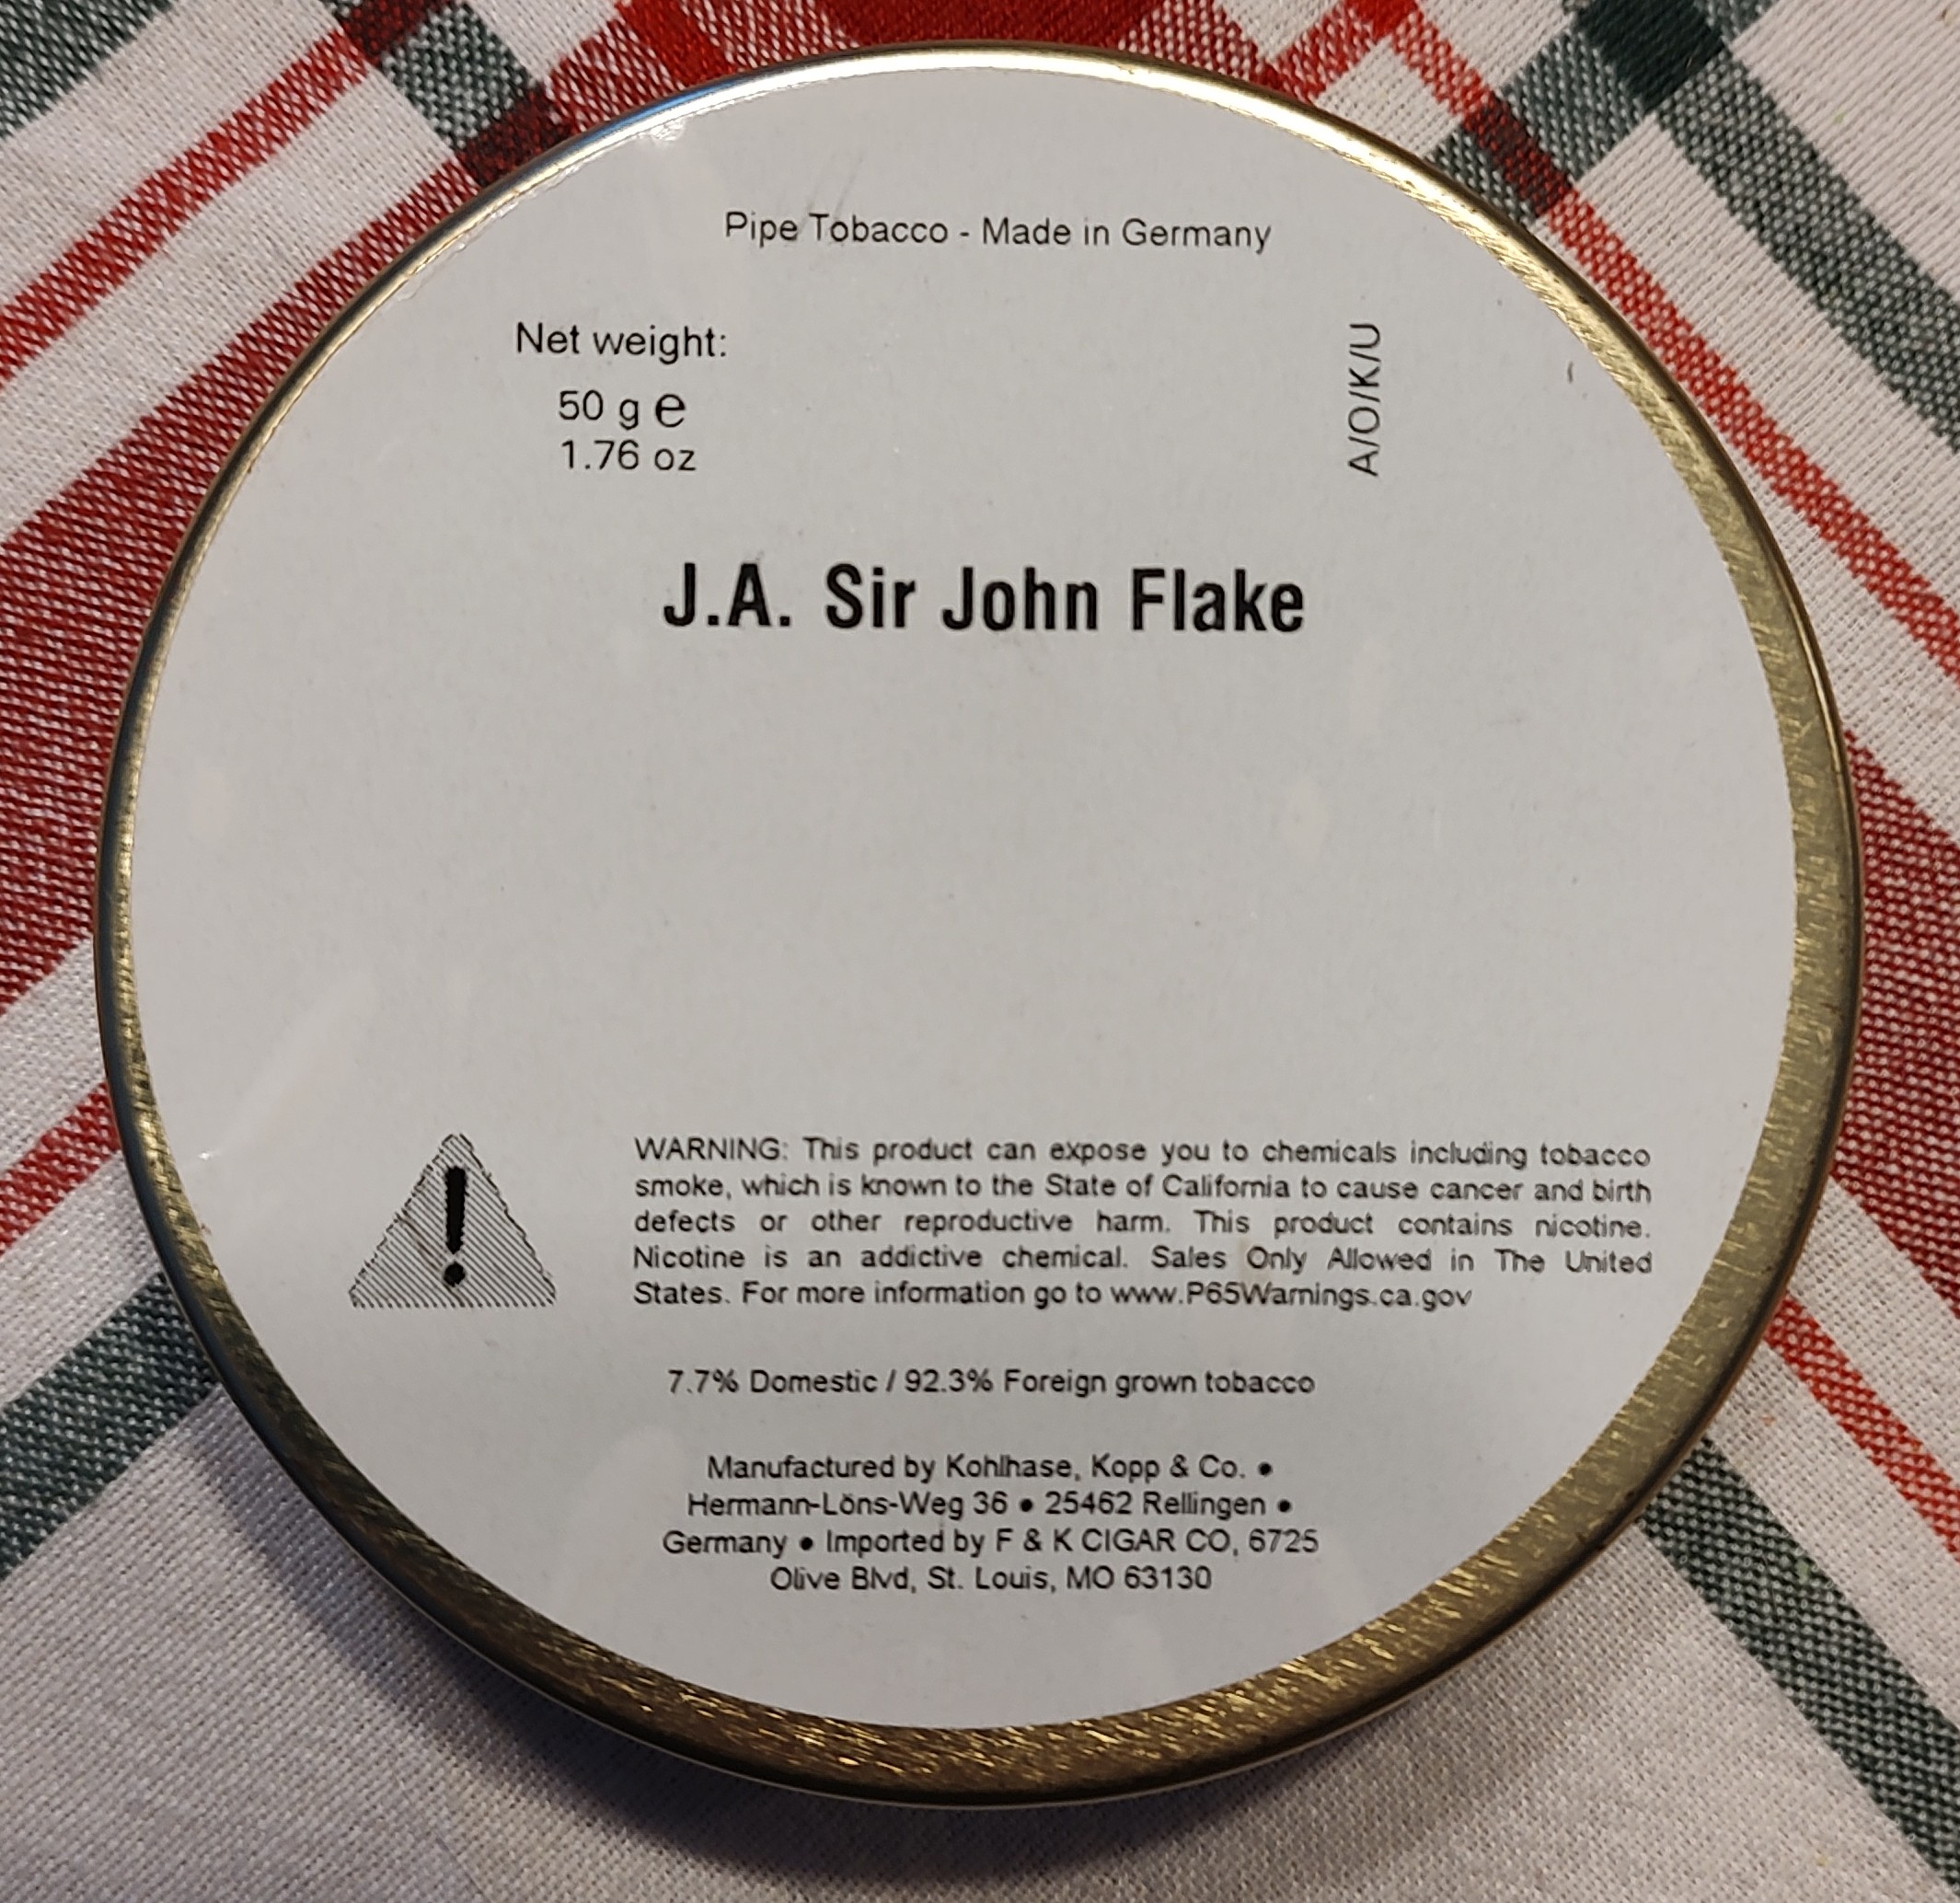 Pipe Tobacco - Made in Germany
Net weight:
50 g e
1.76 oz
A/O/K/U
J.A. Sir John Flake
!
WARNING: This product can expose you to chemicals including tobacco
smoke, which is known to the State of California to cause cancer and birth
defects or other reproductive harm. This product contains nicotine.
Nicotine is an addictive chemical. Sales Only Allowed in The United
States. For more information go to www.P65Warnings.ca.gov
7.7% Domestic / 92.3% Foreign grown tobacco
Manufactured by Kohlhase, Kopp & Co. •
Hermann-Löns-Weg 36 • 25462 Rellingen •
Germany • Imported by F & K CIGAR CO, 6725
Olive Blvd, St. Louis, MO 63130